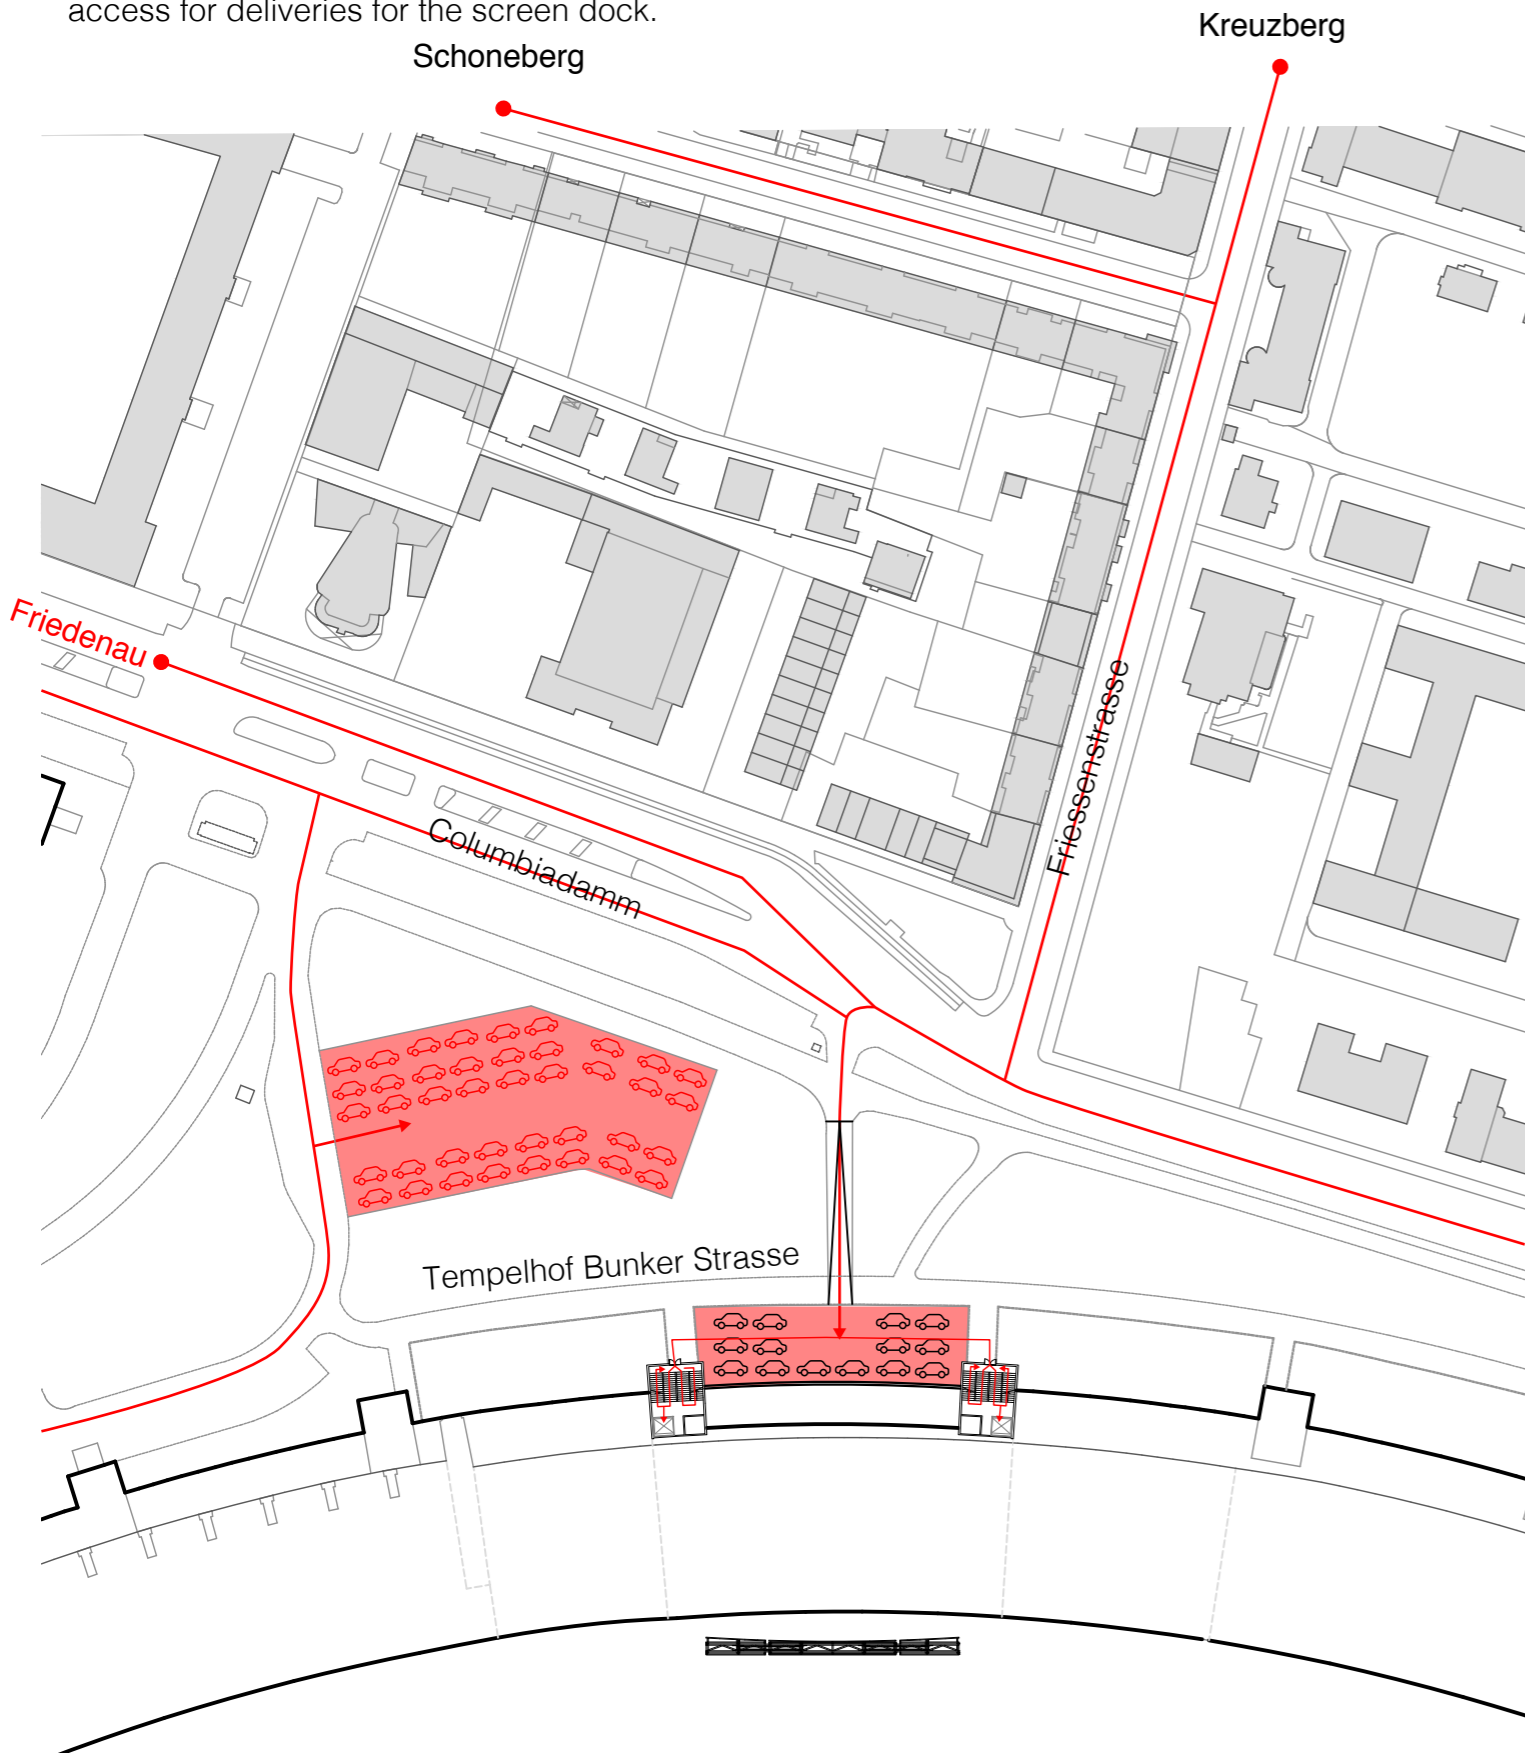 access for deliveries for the screen dock.
Kreuzberg
Schoneberg
Friedenau
Friessenstrasse
Columbiadamm
Tempelhof Bunker Strasse